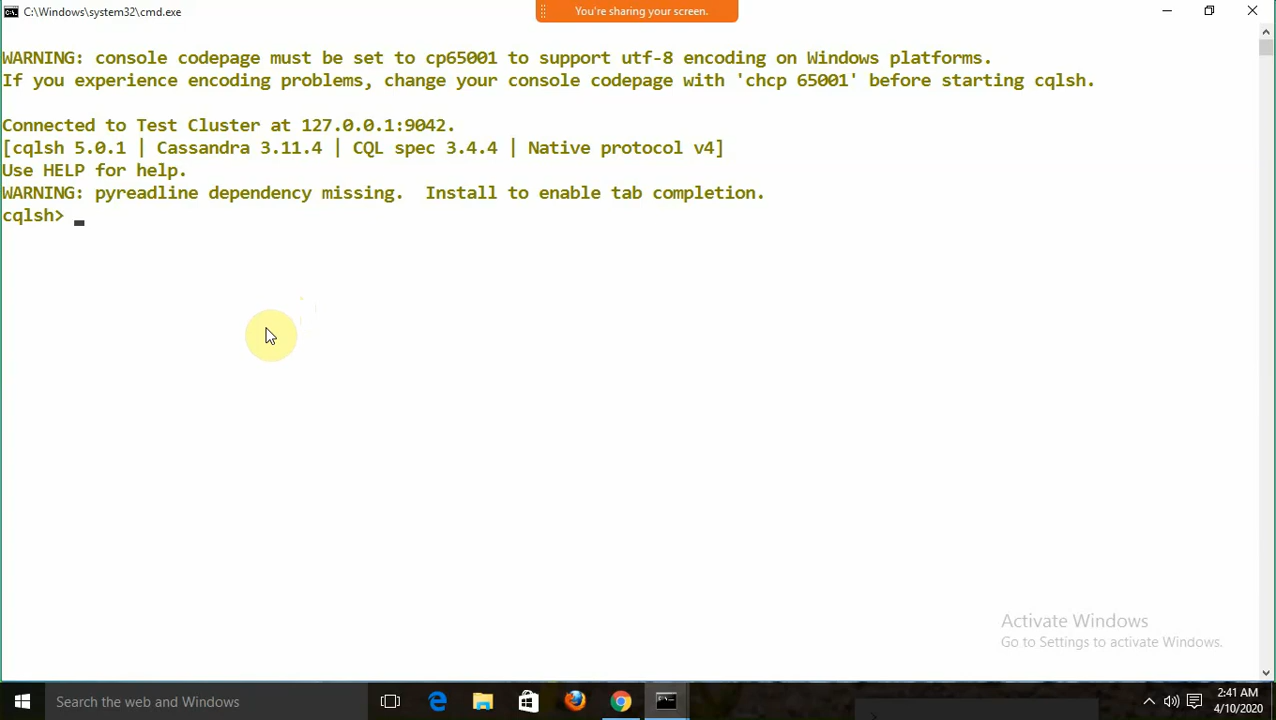 C:\Windows\system32\cmd.exe
You're sharing your screen.
WARNING: console codepage must be set to cp65001 to support utf-8 encoding on Windows platforms.
If you experience encoding problems, change your console codepage with 'chcp 65001' before starting cqlsh.
Connected to Test Cluster at 127.0.0.1:9042.
[cqlsh 5.0.1 | Cassandra 3.11.4 | CQL spec 3.4.4 | Native protocol v4]
Use HELP for help.
WARNING: pyreadline dependency missing.  Install to enable tab completion.
cqlsh>
Activate Windows
Go to Settings to activate Windows.
Search the web and Windows
2:41 AM
4/10/2020